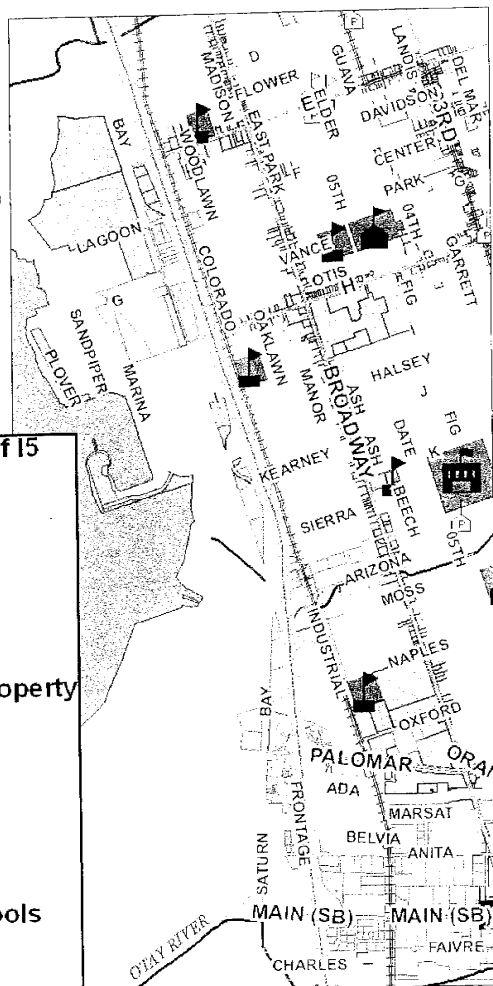 P
LANDIS
GUAVA
D
MADISON
FLOWER
DEL MAR
33RD
ELDER
E
DAVIDSON
BAY
WOODLAWN
EAST PARK
CENTER
F
05TH
PARK
G
04TH
VANCE
LAGOON
OTIS
H
GARRETT
COLORADO
FIG
G
SANDPIPER
OAKLAWN
PLOVER
MARINA
MANOR
BROADWAY
HALSEY
I
J
ASH
FIG
DATE
f I5
KEARNEY
ASH
K
BEECH
SIERRA
P
05TH
ARIZONA
MOSS
INDUSTRIAL
NAPLES
operty
BAY
OXFORD
PALOMAR
ORAN
ADA
FRONTAGE
MARSAT
BELVIA
ANITA
SATURN
ools
MAIN (SB)
MAIN (SB)
FAIVRE
OTAY RIVER
CHARLES